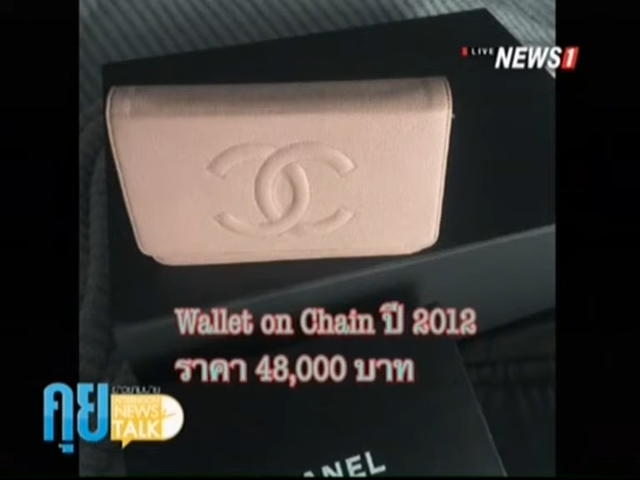 LIVE NEWS1
Wallet on Chain ปี 2012
ราคา 48,000 บาท
คุย
NEWS
TALK
ANEL